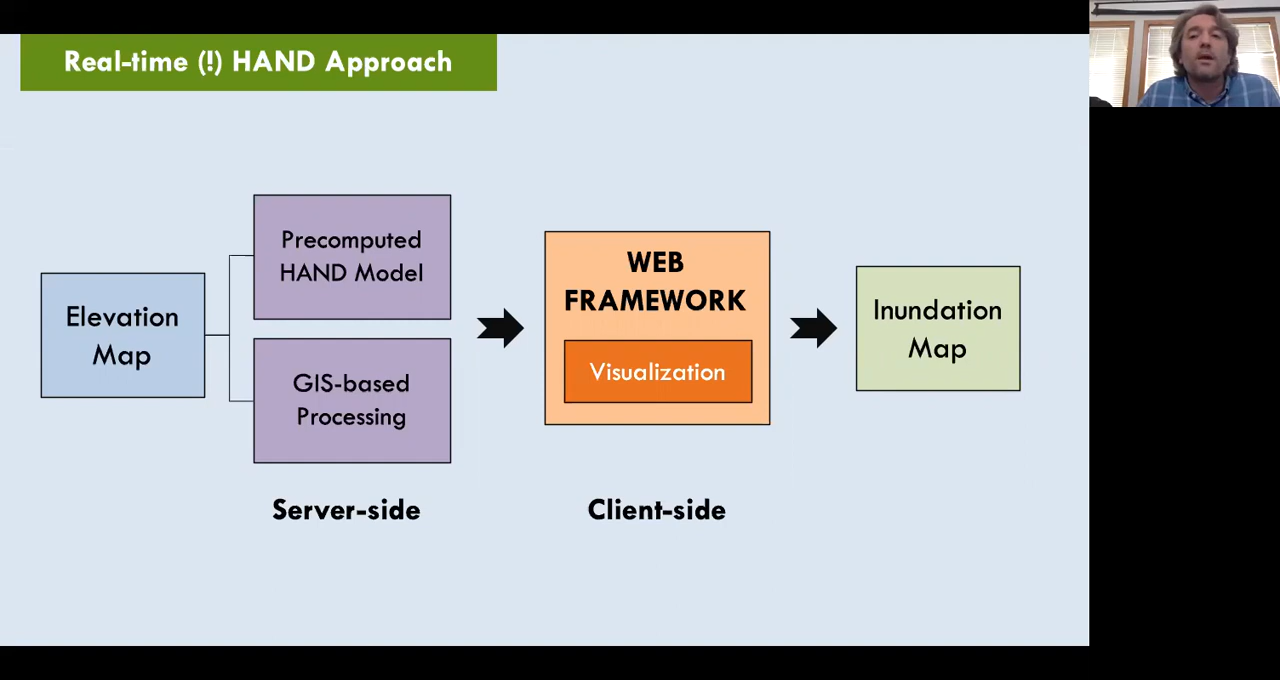 Real-time (!) HAND Approach
Elevation
Map
Precomputed
HAND Model
GIS-based
Processing
Server-side
WEB
FRAMEWORK
Visualization
Client-side
Inundation
Map